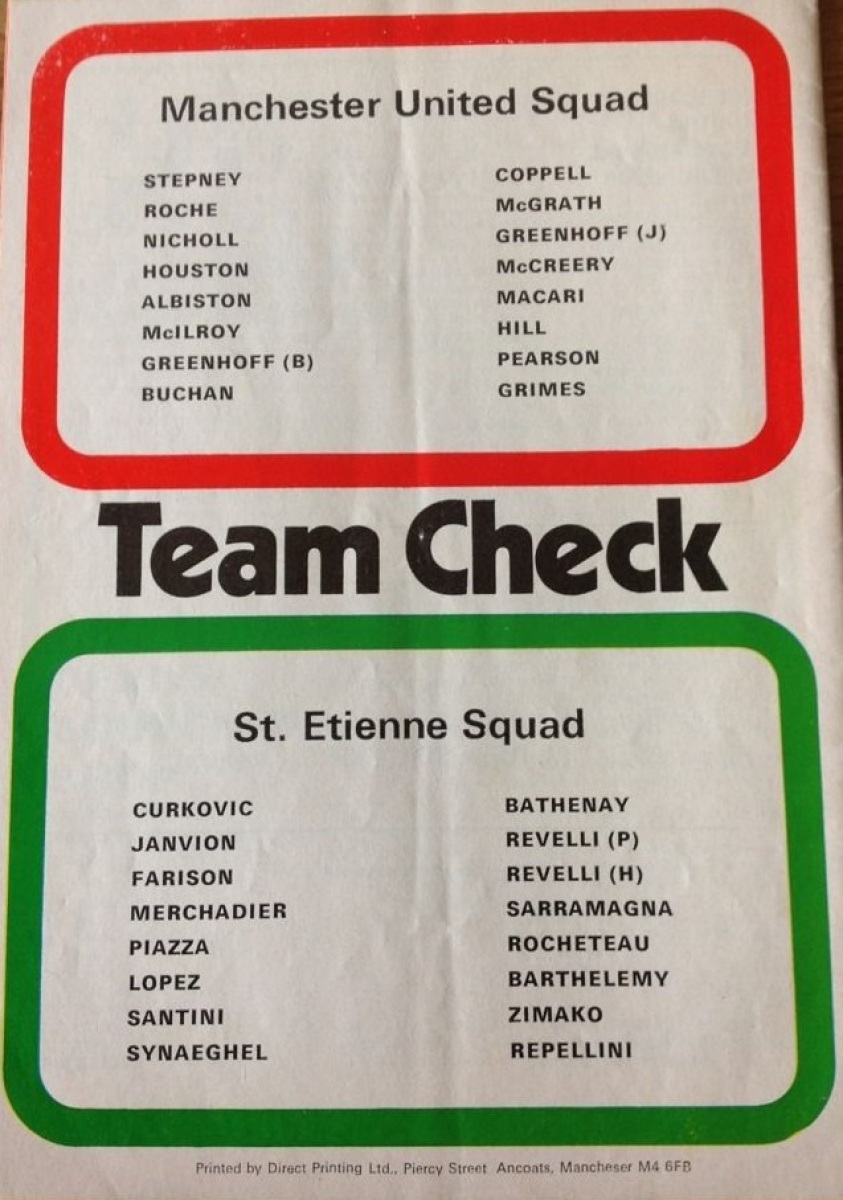 Manchester United Squad
STEPNEY
ROCHE
NICHOLL
HOUSTON
ALBISTON
McILROY
GREENHOFF (B)
BUCHAN
COPPELL
McGRATH
GREENHOFF (J)
McCREERY
MACARI
HILL
PEARSON
GRIMES
Team Check
St. Etienne Squad
CURKOVIC
JANVION
FARISON
MERCHADIER
PIAZZA
LOPEZ
SANTINI
SYNAEGHEL
BATHENAY
REVELLI (P)
REVELLI (H)
SARRAMAGNA
ROCHETEAU
BARTHELEMY
ZIMAKO
REPELLINI
Printed by Direct Printing Ltd., Piercy Street Ancoats, Mancheser M4 6FB